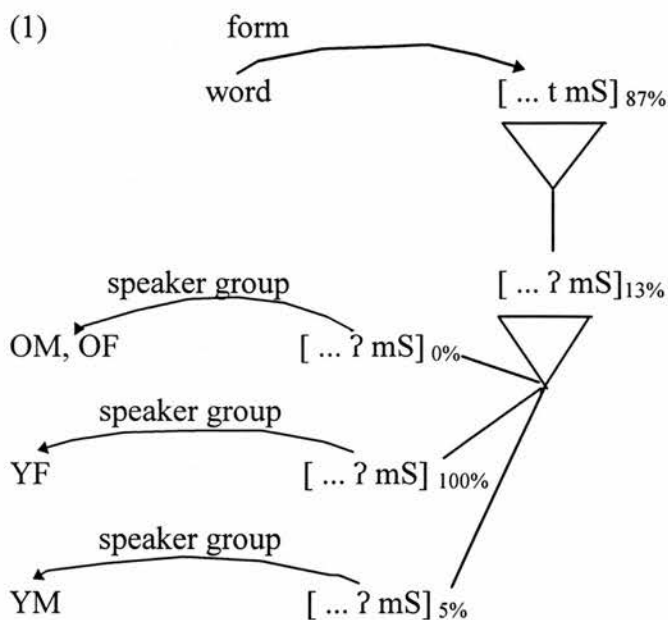 (1)
form
word [ ... t mS] 87%
[ ... ? mS] 13%
speaker group
OM, OF [ ... ? mS] 0%
speaker group
YF [ ... ? mS] 100%
speaker group
YM [ ... ? mS] 5%